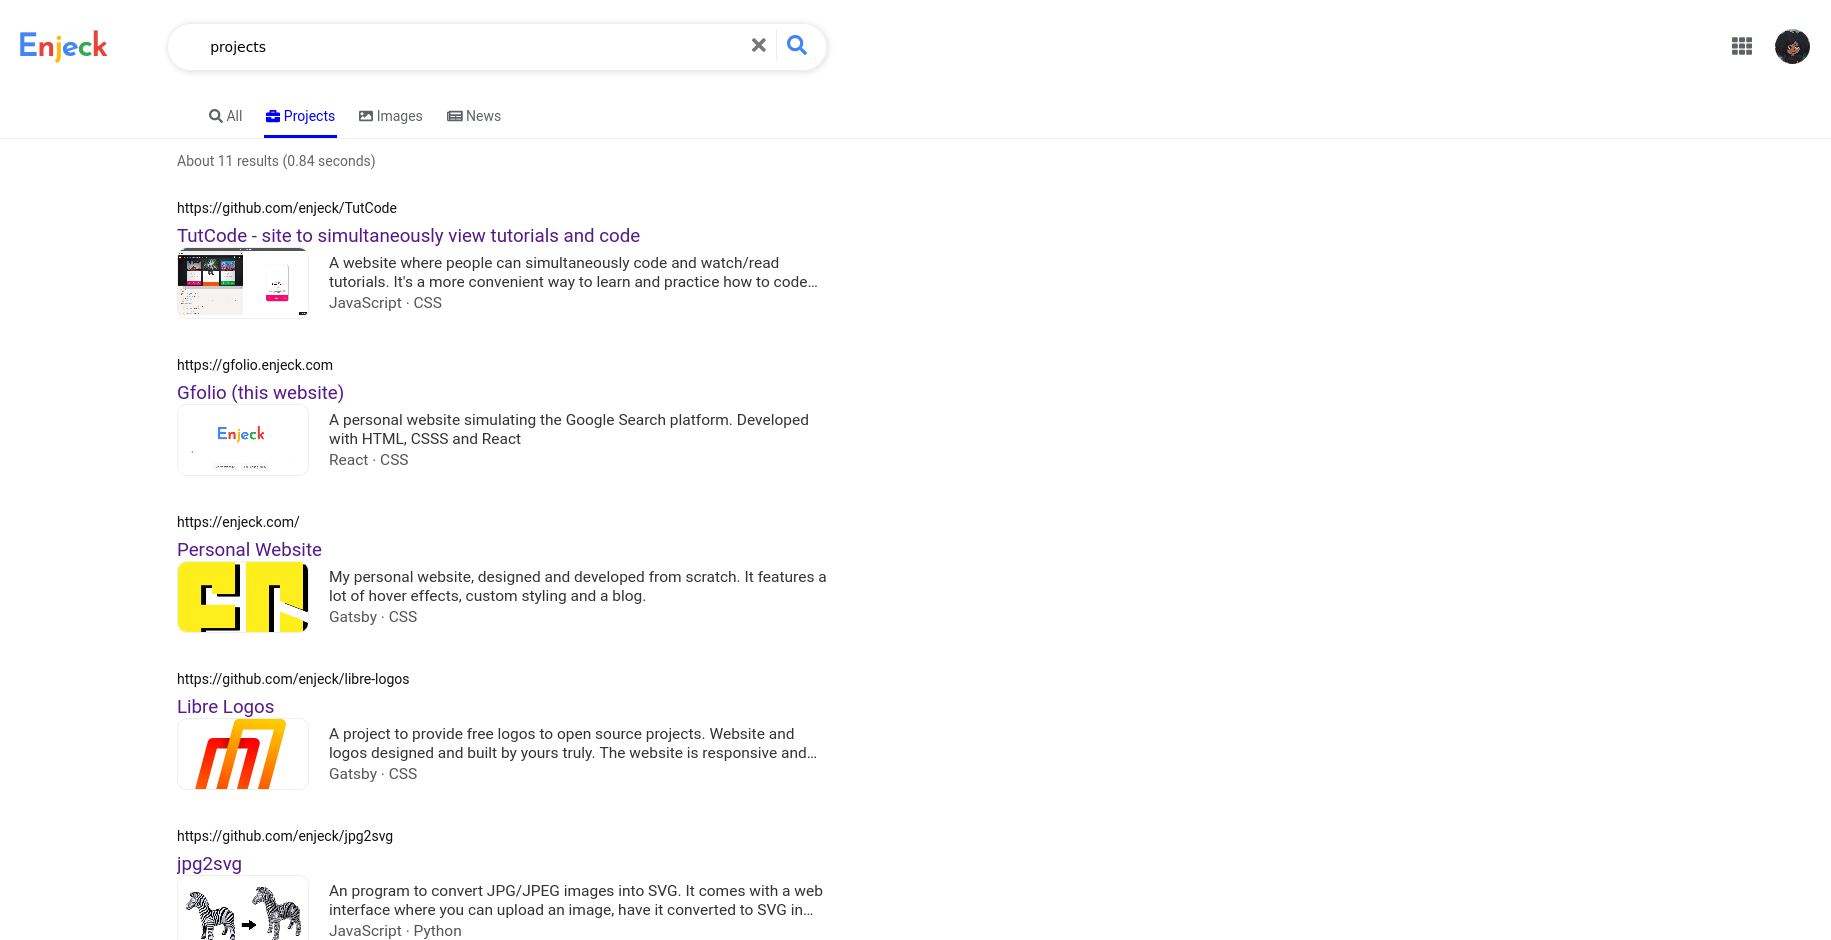 Enjeck
projects
All
Projects
Images
News
About 11 results (0.84 seconds)
https://github.com/enjeck/TutCode
TutCode - site to simultaneously view tutorials and code
A website where people can simultaneously code and watch/read
tutorials. It's a more convenient way to learn and practice how to code…
JavaScript · CSS
https://gfolio.enjeck.com
Gfolio (this website)
Enjeck
A personal website simulating the Google Search platform. Developed
with HTML, CSSS and React
React · CSS
https://enjeck.com/
Personal Website
My personal website, designed and developed from scratch. It features a
lot of hover effects, custom styling and a blog.
Gatsby · CSS
https://github.com/enjeck/libre-logos
Libre Logos
A project to provide free logos to open source projects. Website and
logos designed and built by yours truly. The website is responsive and…
Gatsby · CSS
https://github.com/enjeck/jpg2svg
jpg2svg
An program to convert JPG/JPEG images into SVG. It comes with a web
interface where you can upload an image, have it converted to SVG in…
JavaScript · Python